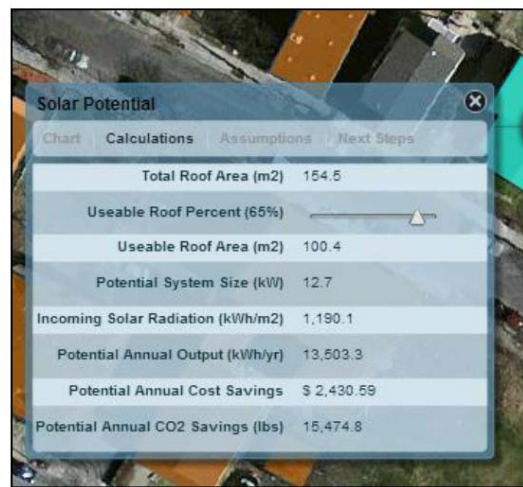 Solar Potential
Chart Calculations Assumptions Next Steps
Total Roof Area (m2) 154.5
Useable Roof Percent (65%)
Useable Roof Area (m2) 100.4
Potential System Size (kW) 12.7
Incoming Solar Radiation (kWh/m2) 1,190.1
Potential Annual Output (kWh/yr) 13,503.3
Potential Annual Cost Savings $ 2,430.59
Potential Annual CO2 Savings (lbs) 15,474.8